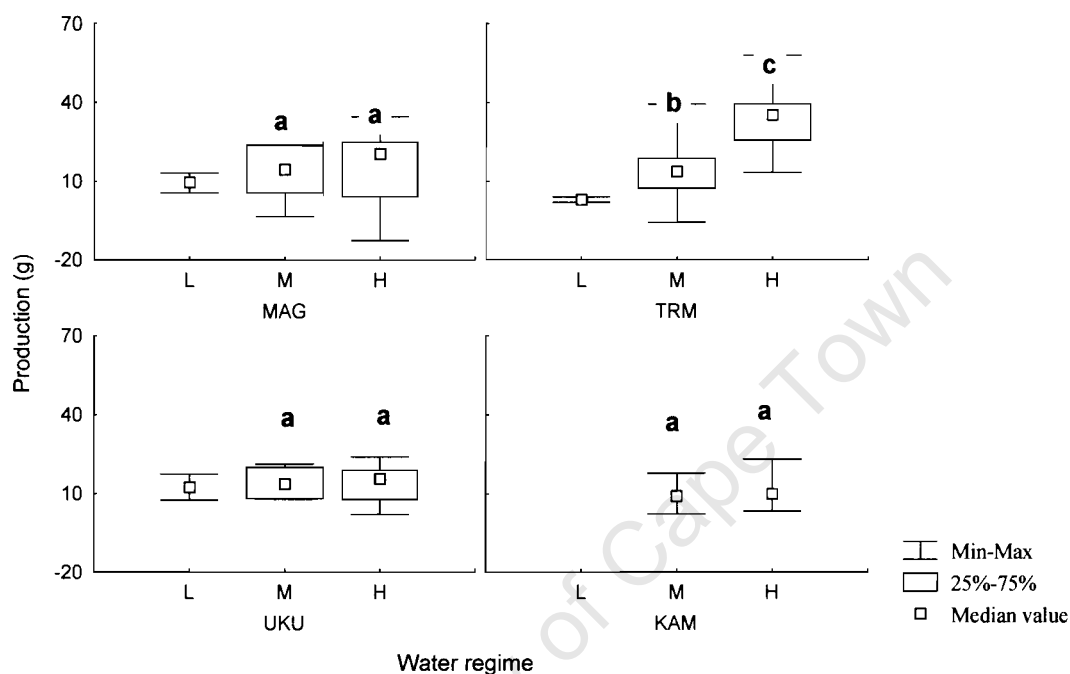 70
40
10
-20
a
a
L
M
H
MAG
b
c
L
M
H
TRM
Production (g)
70
40
10
-20
a
a
L
M
H
UKU
a
a
L
M
H
KAM
Water regime
Min-Max
25%-75%
Median value
of Cape Town